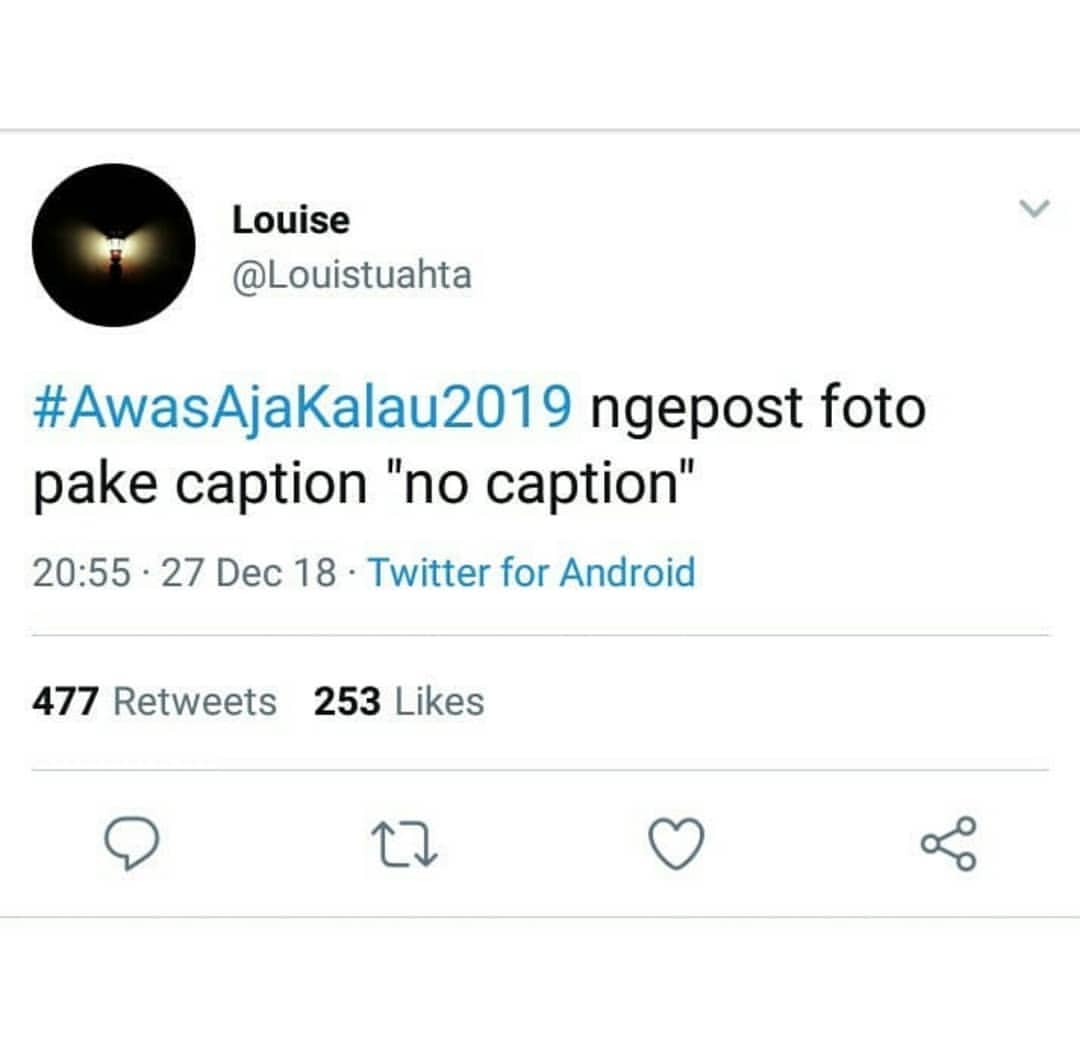 Louise
@Louistuahta
#AwasAjaKalau2019 ngepost foto
pake caption "no caption"
20:55 · 27 Dec 18 · Twitter for Android
477 Retweets 253 Likes